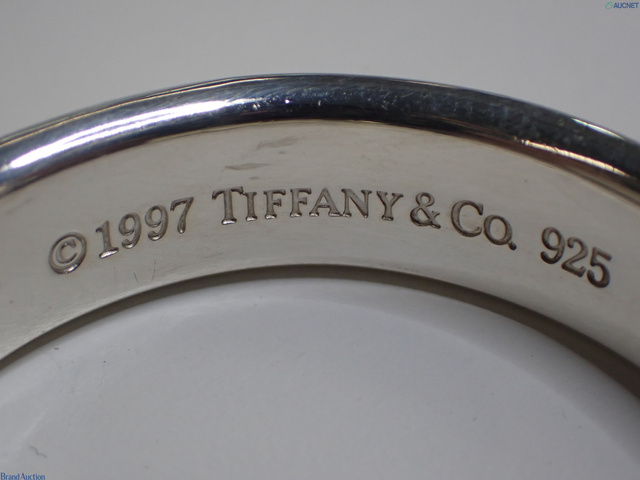 AUCNET
© 1997 TIFFANY & CO. 925
BrandAuction